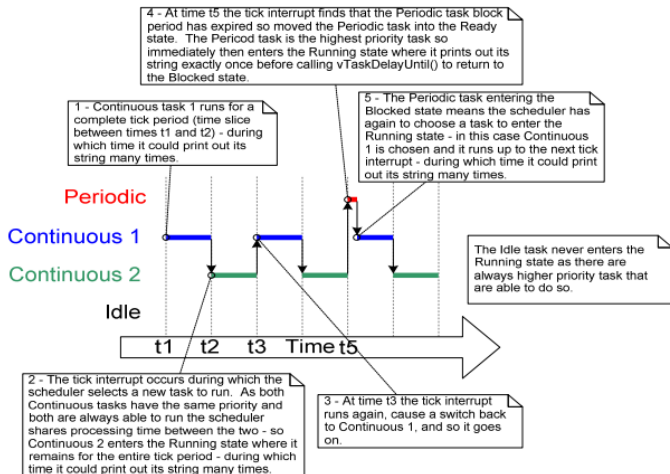 4 - At time t5 the tick interrupt finds that the Periodic task block
period has expired so moved the Periodic task into the Ready
state.  The Pericod task is the highest priority task so
immediately then enters the Running state where it prints out its
string exactly once before calling vTaskDelayUntil() to return to
the Blocked state.
1 - Continuous task 1 runs for a
complete tick period (time slice
between times t1 and t2) - during
which time it could print out its
string many times.
5 - The Periodic task entering the
Blocked state means the scheduler has
again to choose a task to enter the
Running state - in this case Continuous
1 is chosen and it runs up to the next tick
interrupt - during which time it could print
out its string many times.
Periodic
Continuous 1
Continuous 2
Idle
The Idle task never enters the
Running state as there are
always higher priority task that
are able to do so.
t1 t2 t3 Time t5
2 - The tick interrupt occurs during which the
scheduler selects a new task to run.  As both
Continuous tasks have the same priority and
both are always able to run the scheduler
shares processing time between the two - so
Continuous 2 enters the Running state where it
remains for the entire tick period - during which
time it could print out its string many times.
3 - At time t3 the tick interrupt
runs again, cause a switch back
to Continuous 1, and so it goes
on.